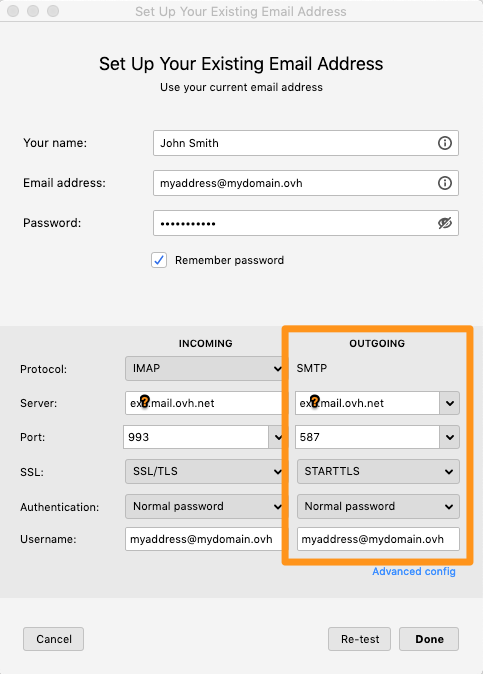 Set Up Your Existing Email Address
Set Up Your Existing Email Address
Use your current email address
Your name: John Smith
Email address: myaddress@mydomain.ovh
Password: •••••••••••
Remember password
INCOMING OUTGOING
Protocol: IMAP SMTP
Server: ex?.mail.ovh.net ex?.mail.ovh.net
Port: 993 587
SSL: SSL/TLS STARTTLS
Authentication: Normal password Normal password
Username: myaddress@mydomain.ovh myaddress@mydomain.ovh
Advanced config
Cancel Re-test Done